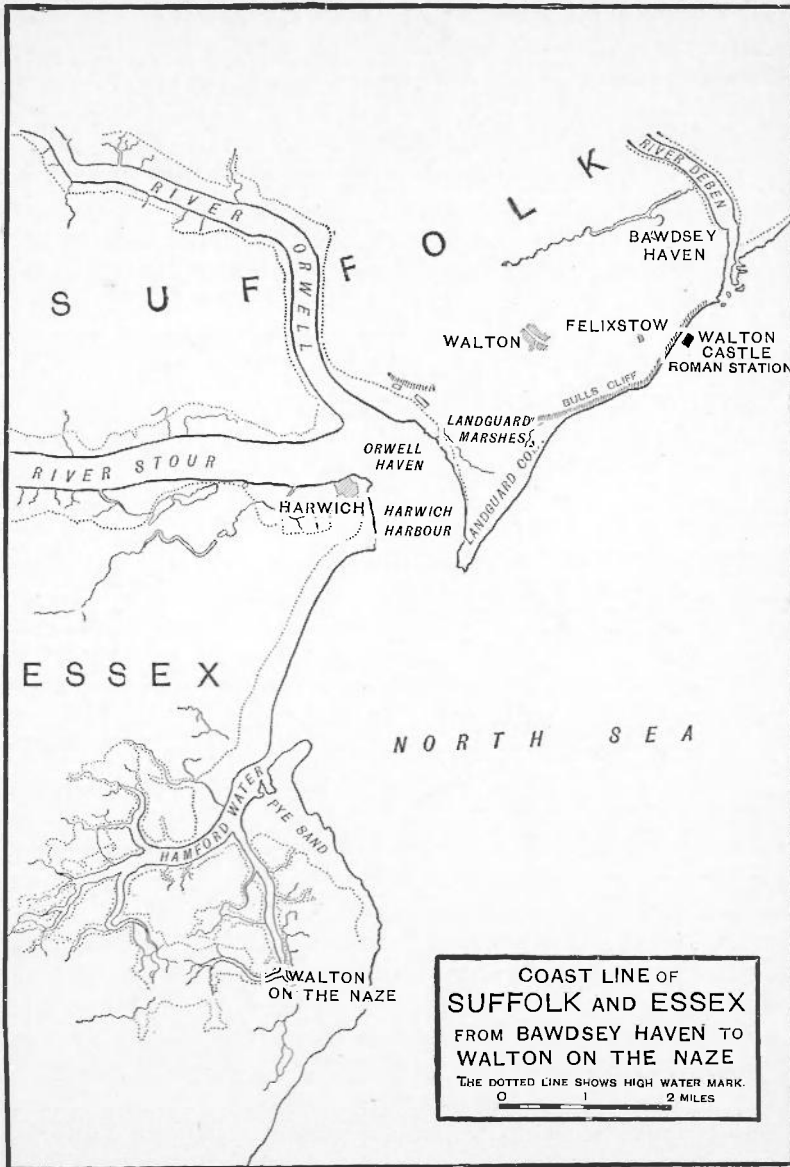 RIVER DEBEN
RIVER ORWELL
SUFFOLK
BAWDSEY
HAVEN
WALTON
FELIXSTOW
WALTON
CASTLE
ROMAN STATION
BULLS CLIFF
LANDGUARD
MARSHES
ORWELL
HAVEN
LANDGUARD CO.
RIVER STOUR
HARWICH
HARWICH
HARBOUR
ESSEX
NORTH SEA
HAMFORD WATER
PYE SAND
WALTON
ON THE NAZE
COAST LINE OF
SUFFOLK AND ESSEX
FROM BAWDSEY HAVEN TO
WALTON ON THE NAZE
THE DOTTED LINE SHOWS HIGH WATER MARK.
0 1 2 MILES